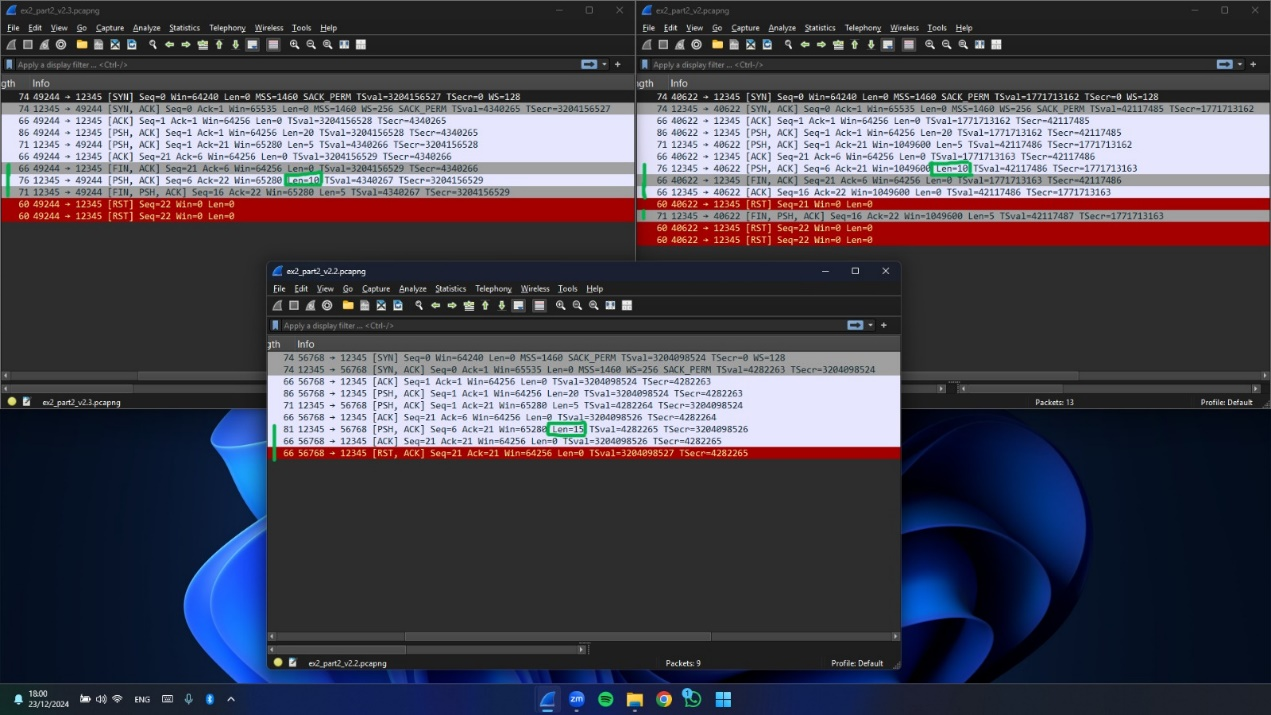 ex2_part2_v2.3.pcapng
File Edit View Go Capture Analyze Statistics Telephony Wireless Tools Help
Apply a display filter ... <Ctrl-/>
gth Info
74 49244 → 12345 [SYN] Seq=0 Win=64240 Len=0 MSS=1460 SACK_PERM TSval=3204156527 TSecr=0 WS=128
74 12345 → 49244 [SYN, ACK] Seq=0 Ack=1 Win=65535 Len=0 MSS=1460 WS=256 SACK_PERM TSval=4340265 TSecr=3204156527
66 49244 → 12345 [ACK] Seq=1 Ack=1 Win=64256 Len=0 TSval=3204156528 TSecr=4340265
86 49244 → 12345 [PSH, ACK] Seq=1 Ack=1 Win=64256 Len=20 TSval=3204156528 TSecr=4340265
71 12345 → 49244 [PSH, ACK] Seq=1 Ack=21 Win=65280 Len=5 TSval=4340266 TSecr=3204156528
66 49244 → 12345 [ACK] Seq=21 Ack=6 Win=64256 Len=0 TSval=3204156529 TSecr=4340266
66 49244 → 12345 [FIN, ACK] Seq=21 Ack=6 Win=64256 Len=0 TSval=3204156529 TSecr=4340266
76 12345 → 49244 [PSH, ACK] Seq=6 Ack=22 Win=65280 Len=10 TSval=4340267 TSecr=3204156529
71 12345 → 49244 [FIN, PSH, ACK] Seq=16 Ack=22 Win=65280 Len=5 TSval=4340267 TSecr=3204156529
60 49244 → 12345 [RST] Seq=22 Win=0 Len=0
60 49244 → 12345 [RST] Seq=22 Win=0 Len=0
ex2_part2_v2.3.pcapng
ex2_part2_v2.pcapng
File Edit View Go Capture Analyze Statistics Telephony Wireless Tools Help
Apply a display filter ... <Ctrl-/>
ngth Info
74 40622 → 12345 [SYN] Seq=0 Win=64240 Len=0 MSS=1460 SACK_PERM TSval=1771713162 TSecr=0 WS=128
74 12345 → 40622 [SYN, ACK] Seq=0 Ack=1 Win=65535 Len=0 MSS=1460 WS=256 SACK_PERM TSval=42117485 TSecr=1771713162
66 40622 → 12345 [ACK] Seq=1 Ack=1 Win=64256 Len=0 TSval=1771713162 TSecr=42117485
86 40622 → 12345 [PSH, ACK] Seq=1 Ack=1 Win=64256 Len=20 TSval=1771713162 TSecr=42117485
71 12345 → 40622 [PSH, ACK] Seq=1 Ack=21 Win=1049600 Len=5 TSval=42117486 TSecr=1771713162
66 40622 → 12345 [ACK] Seq=21 Ack=6 Win=64256 Len=0 TSval=1771713163 TSecr=42117486
76 12345 → 40622 [PSH, ACK] Seq=6 Ack=21 Win=1049600 Len=10 TSval=42117486 TSecr=1771713163
66 40622 → 12345 [FIN, ACK] Seq=21 Ack=6 Win=64256 Len=0 TSval=1771713163 TSecr=42117486
66 12345 → 40622 [ACK] Seq=16 Ack=22 Win=1049600 Len=0 TSval=42117486 TSecr=1771713163
60 40622 → 12345 [RST] Seq=21 Win=0 Len=0
71 12345 → 40622 [FIN, PSH, ACK] Seq=16 Ack=22 Win=1049600 Len=5 TSval=42117487 TSecr=1771713163
60 40622 → 12345 [RST] Seq=22 Win=0 Len=0
60 40622 → 12345 [RST] Seq=22 Win=0 Len=0
Packets: 13 Profile: Default
ex2_part2_v2.2.pcapng
File Edit View Go Capture Analyze Statistics Telephony Wireless Tools Help
Apply a display filter ... <Ctrl-/>
gth Info
74 56768 → 12345 [SYN] Seq=0 Win=64240 Len=0 MSS=1460 SACK_PERM TSval=3204098524 TSecr=0 WS=128
74 12345 → 56768 [SYN, ACK] Seq=0 Ack=1 Win=65535 Len=0 MSS=1460 WS=256 SACK_PERM TSval=4282263 TSecr=3204098524
66 56768 → 12345 [ACK] Seq=1 Ack=1 Win=64256 Len=0 TSval=3204098524 TSecr=4282263
86 56768 → 12345 [PSH, ACK] Seq=1 Ack=1 Win=64256 Len=20 TSval=3204098524 TSecr=4282263
71 12345 → 56768 [PSH, ACK] Seq=1 Ack=21 Win=65280 Len=5 TSval=4282264 TSecr=3204098524
66 56768 → 12345 [ACK] Seq=21 Ack=6 Win=64256 Len=0 TSval=3204098526 TSecr=4282264
81 12345 → 56768 [PSH, ACK] Seq=6 Ack=21 Win=65280 Len=15 TSval=4282265 TSecr=3204098526
66 56768 → 12345 [ACK] Seq=21 Ack=21 Win=64256 Len=0 TSval=3204098526 TSecr=4282265
66 56768 → 12345 [RST, ACK] Seq=21 Ack=21 Win=64256 Len=0 TSval=3204098527 TSecr=4282265
ex2_part2_v2.2.pcapng Packets: 9 Profile: Default
18:00
23/12/2024
ENG
zm
1